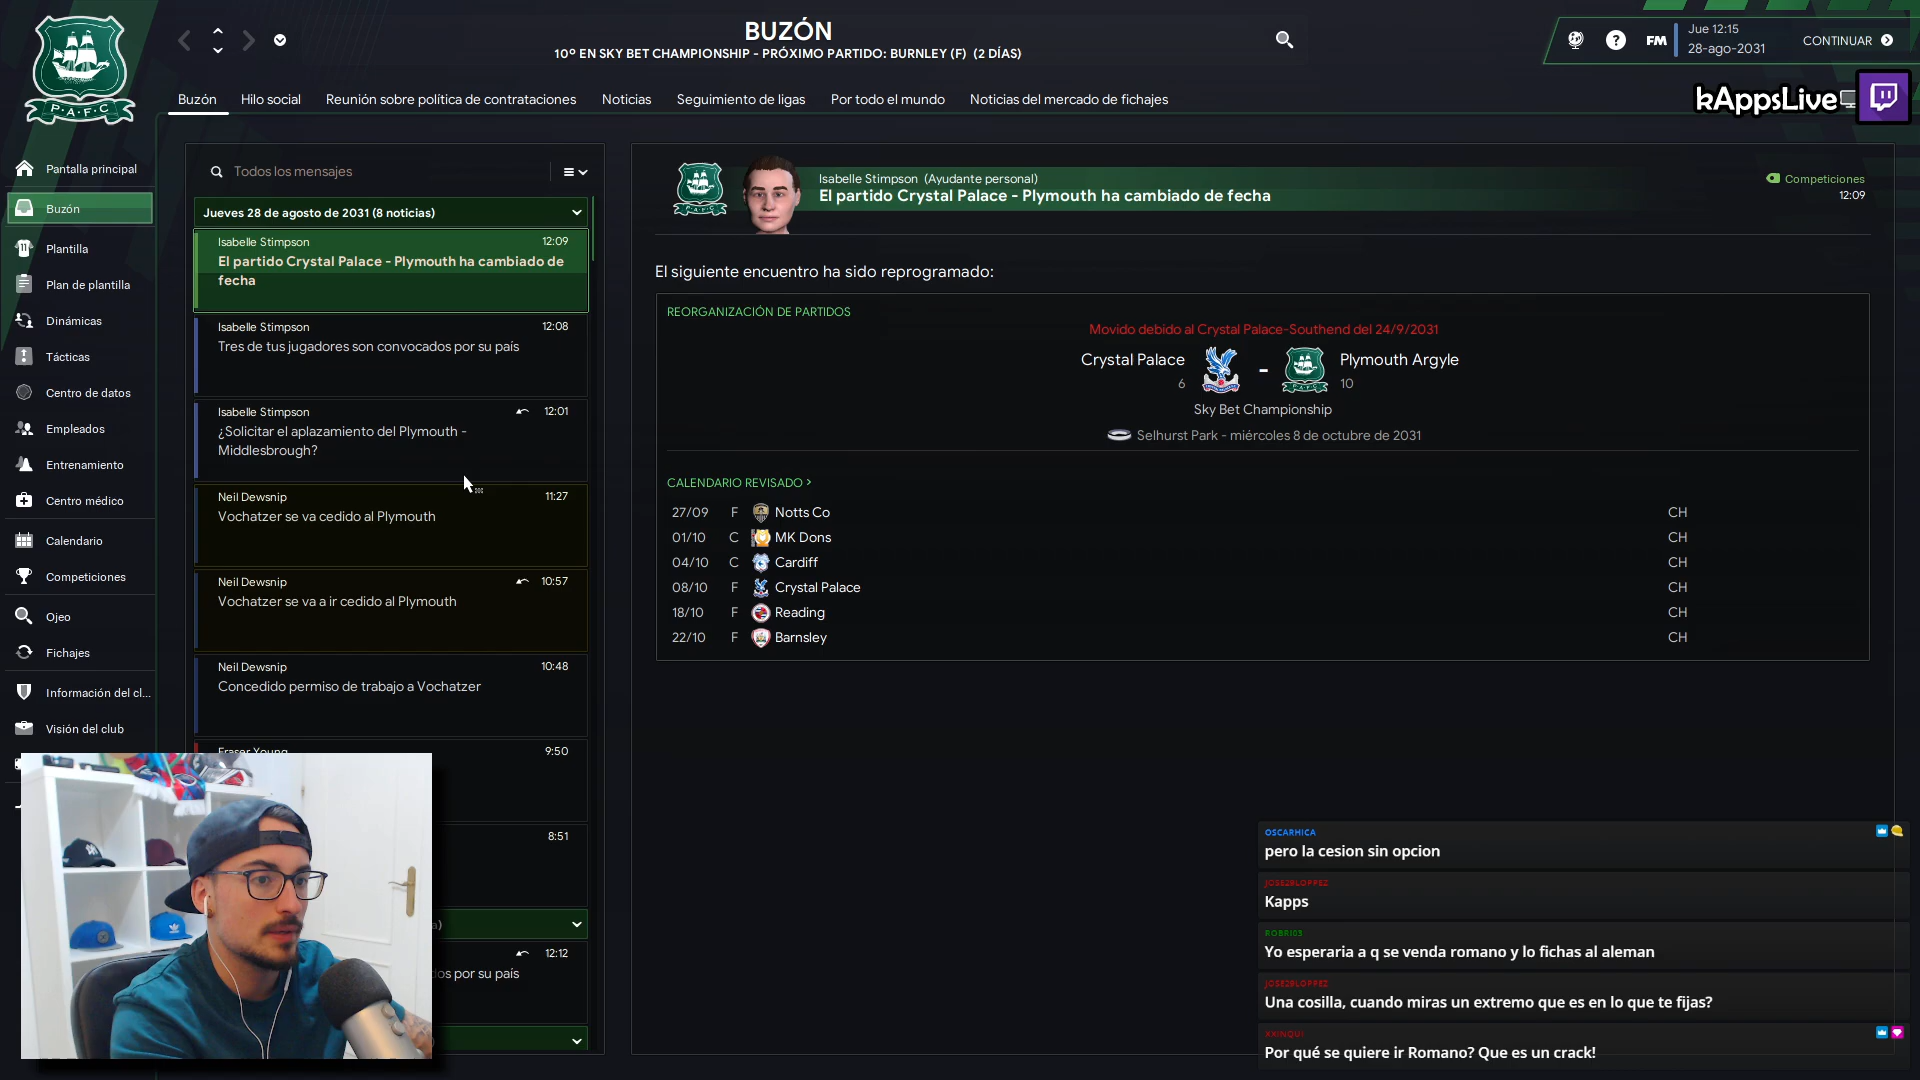 BUZÓN
10º EN SKY BET CHAMPIONSHIP - PRÓXIMO PARTIDO: BURNLEY (F) (2 DÍAS)
FM
Jue 12:15
28-ago-2031
CONTINUAR
P·A·F·C
Buzón
Hilo social
Reunión sobre política de contrataciones
Noticias
Seguimiento de ligas
Por todo el mundo
Noticias del mercado de fichajes
kAppsLive
Pantalla principal
Buzón
Plantilla
Plan de plantilla
Dinámicas
Tácticas
Centro de datos
Empleados
Entrenamiento
Centro médico
Calendario
Competiciones
Ojeo
Fichajes
Información del cl...
Visión del club
Todos los mensajes
Jueves 28 de agosto de 2031 (8 noticias)
Isabelle Stimpson 12:09
El partido Crystal Palace - Plymouth ha cambiado de
fecha
Isabelle Stimpson 12:08
Tres de tus jugadores son convocados por su país
Isabelle Stimpson 12:01
¿Solicitar el aplazamiento del Plymouth -
Middlesbrough?
Neil Dewsnip 11:27
Vochatzer se va cedido al Plymouth
Neil Dewsnip 10:57
Vochatzer se va a ir cedido al Plymouth
Neil Dewsnip 10:48
Concedido permiso de trabajo a Vochatzer
Fraser Young 9:50
8:51
12:12
dos por su país
Isabelle Stimpson (Ayudante personal)
El partido Crystal Palace - Plymouth ha cambiado de fecha
Competiciones
12:09
El siguiente encuentro ha sido reprogramado:
REORGANIZACIÓN DE PARTIDOS
Movido debido al Crystal Palace-Southend del 24/9/2031
Crystal Palace - Plymouth Argyle
6 10
Sky Bet Championship
Selhurst Park - miércoles 8 de octubre de 2031
CALENDARIO REVISADO >
27/09 F Notts Co CH
01/10 C MK Dons CH
04/10 C Cardiff CH
08/10 F Crystal Palace CH
18/10 F Reading CH
22/10 F Barnsley CH
OSCARHICA
pero la cesion sin opcion
JOSE29LOPPEZ
Kapps
ROBRI03
Yo esperaria a q se venda romano y lo fichas al aleman
JOSE29LOPPEZ
Una cosilla, cuando miras un extremo que es en lo que te fijas?
Por qué se quiere ir Romano? Que es un crack!